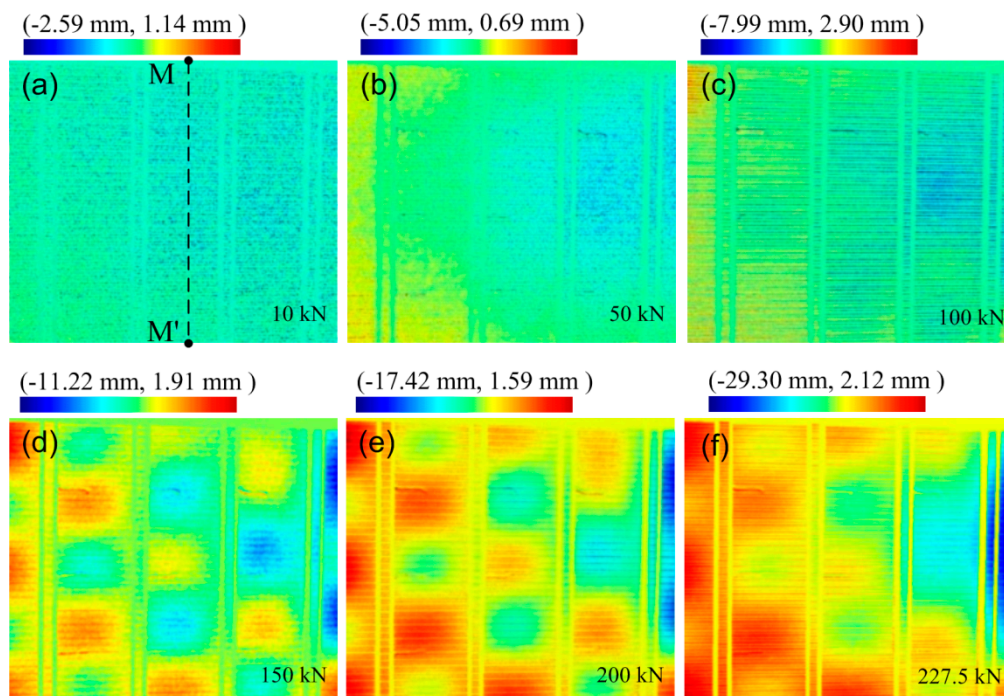 (-2.59 mm, 1.14 mm )
(-5.05 mm, 0.69 mm )
(-7.99 mm, 2.90 mm )
(a)
M
M'
10 kN
(b)
50 kN
(c)
100 kN
(-11.22 mm, 1.91 mm )
(-17.42 mm, 1.59 mm )
(-29.30 mm, 2.12 mm )
(d)
150 kN
(e)
200 kN
(f)
227.5 kN